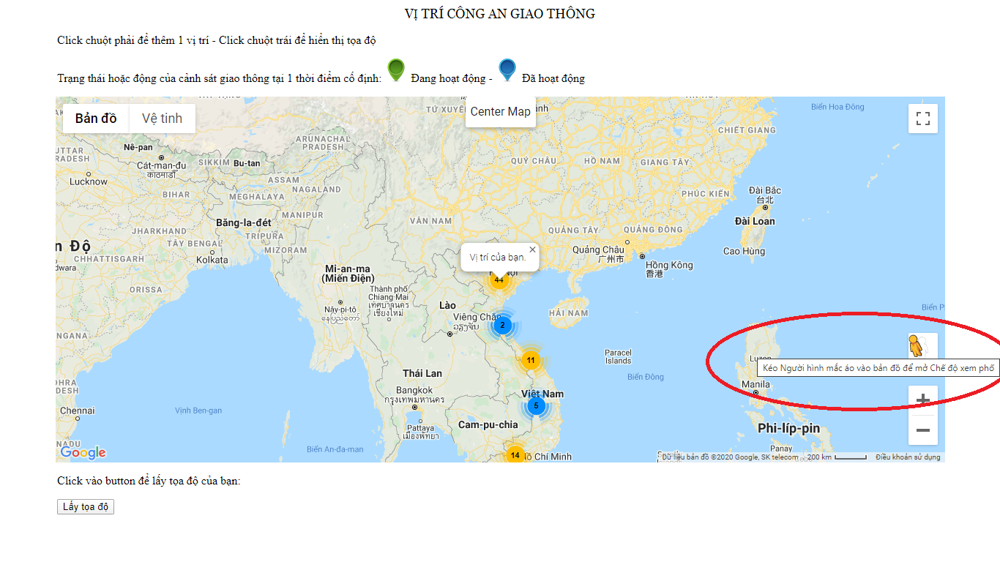 VỊ TRÍ CÔNG AN GIAO THÔNG
Click chuột phải để thêm 1 vị trí - Click chuột trái để hiển thị tọa độ
Trạng thái hoặc động của cảnh sát giao thông tại 1 thời điểm cố định: Đang hoạt động - Đã hoạt động
Bản đồ Vệ tinh
Center Map
TỨ XUYÊN
Biển Hoa Đông
CHIẾT GIANG
ARUNACHAL
PRADESH
UTTAR
RADESH
Nê-pan
Cát-man-đu
काठमाडौँ
SIKKIM
Bu-tan
QUÝ CHÂU
HỒ NAM
GIANG TÂY
Lucknow
ASSAM
NAGALAND
BIHAR
MEGHALAYA
PHÚC KIẾN
Đài Bắc
台北
MANIPUR
Băng-la-đét
VÂN NAM
Đài Loan
JHARKHAND
TRIPURA
QUẢNG TÂY
QUẢNG ĐÔNG
n Độ
TÂY BENGAL
MIZORAM
Quảng Châu
广州市
Cao Hùng
CHHATTISGARH
Kolkata
Vị trí của bạn.
Hồng Kông
香港
dwara
Mi-an-ma
(Miến Điện)
44
ORISSA
Thành phố
Chiang Mai
เทศบาลนคร
เชียงใหม่
Lào
Nây-pi-tô
နေပြည်တော်
HẢI NAM
Viêng Chăn
ວຽງຈັນ
2
Biển P
NGANA
Paracel
Islands
11
Luzon
Kéo Người hình mắc áo vào bản đồ để mở Chế độ xem phố
Thái Lan
Biển Đông
DHRA
DESH
Bangkok
กรุงเทพมหานคร
Việt Nam
Manila
5
Chennai
Vịnh Ben-gan
Pattaya
เมืองพัทยา
Cam-pu-chia
Phi-líp-pin
NADU
Biển An-đa-man
Panay
Google
14
Hồ Chí Minh
Dữ liệu bản đồ ©2020 Google, SK telecom 200 km Điều khoản sử dụng
Click vào button để lấy tọa độ của bạn:
Lấy tọa độ